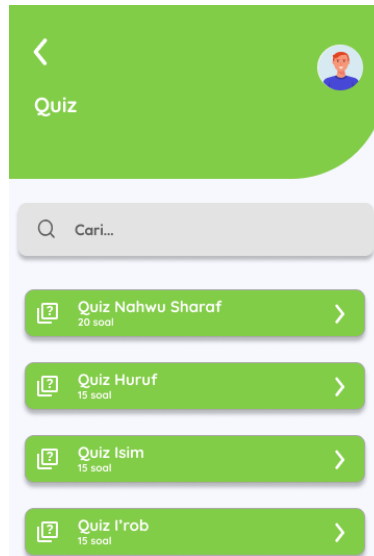 Quiz
Cari...
Quiz Nahwu Sharaf
20 soal
Quiz Huruf
15 soal
Quiz Isim
15 soal
Quiz I'rob
15 soal